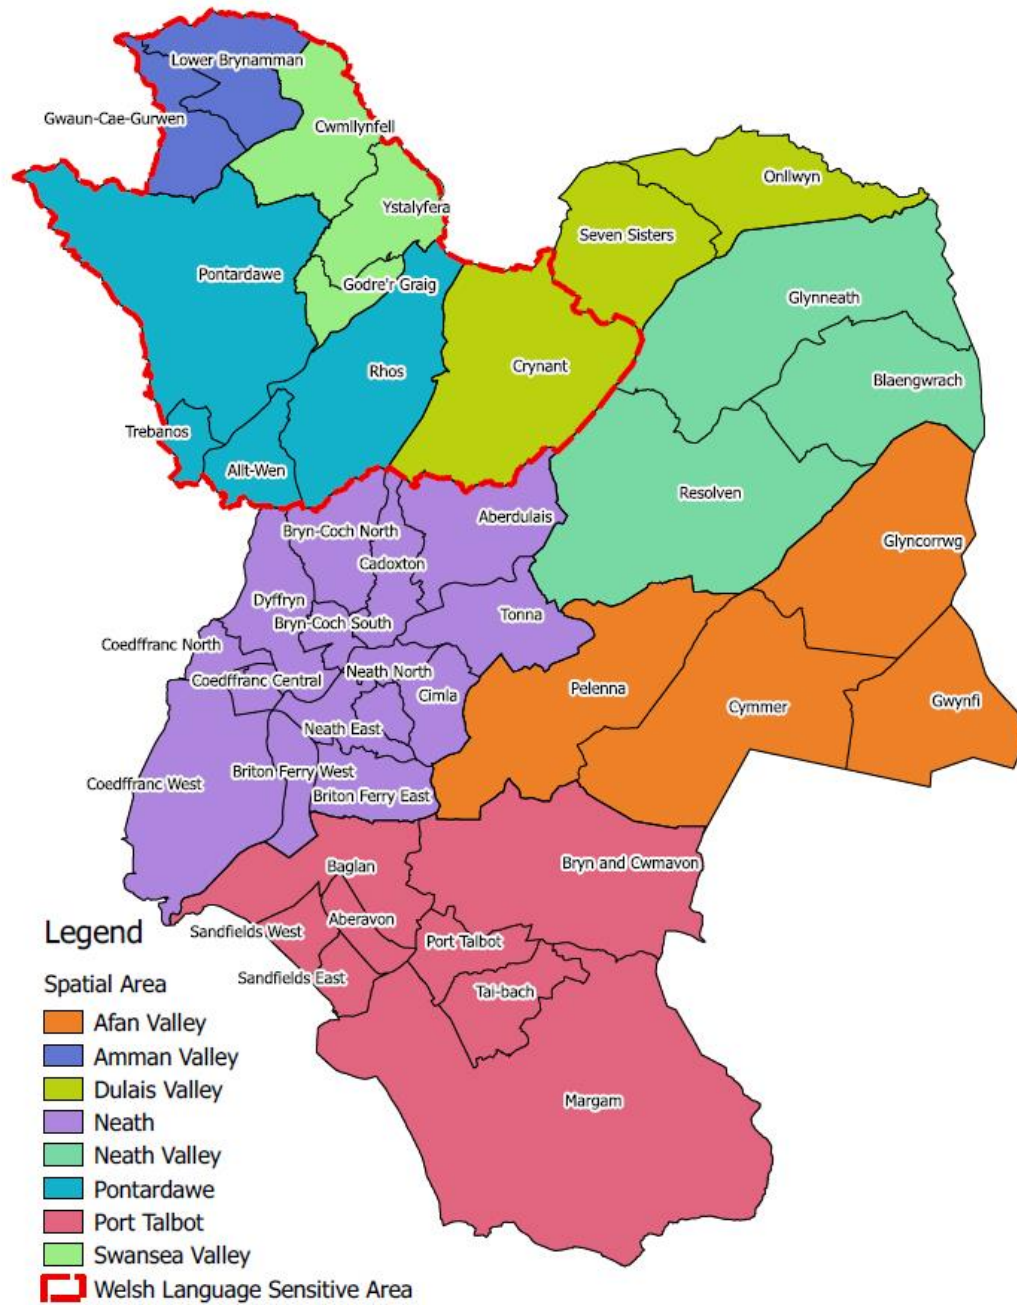 Lower Brynamman
Gwaun-Cae-Gurwen
Cwmllynfell
Onllwyn
Ystalyfera
Seven Sisters
Pontardawe
Godre'r Graig
Glynneath
Rhos
Crynant
Blaengwrach
Trebanos
Allt-Wen
Resolven
Aberdulais
Bryn-Coch North
Glyncorrwg
Cadoxton
Dyffryn
Tonna
Bryn-Coch South
Coedffranc North
Neath North
Coedffranc Central
Cimla
Pelenna
Gwynfi
Cymmer
Neath East
Briton Ferry West
Coedffranc West
Briton Ferry East
Bryn and Cwmavon
Baglan
Aberavon
Sandfields West
Port Talbot
Sandfields East
Tai-bach
Margam
Legend
Spatial Area
Afan Valley
Amman Valley
Dulais Valley
Neath
Neath Valley
Pontardawe
Port Talbot
Swansea Valley
Welsh Language Sensitive Area